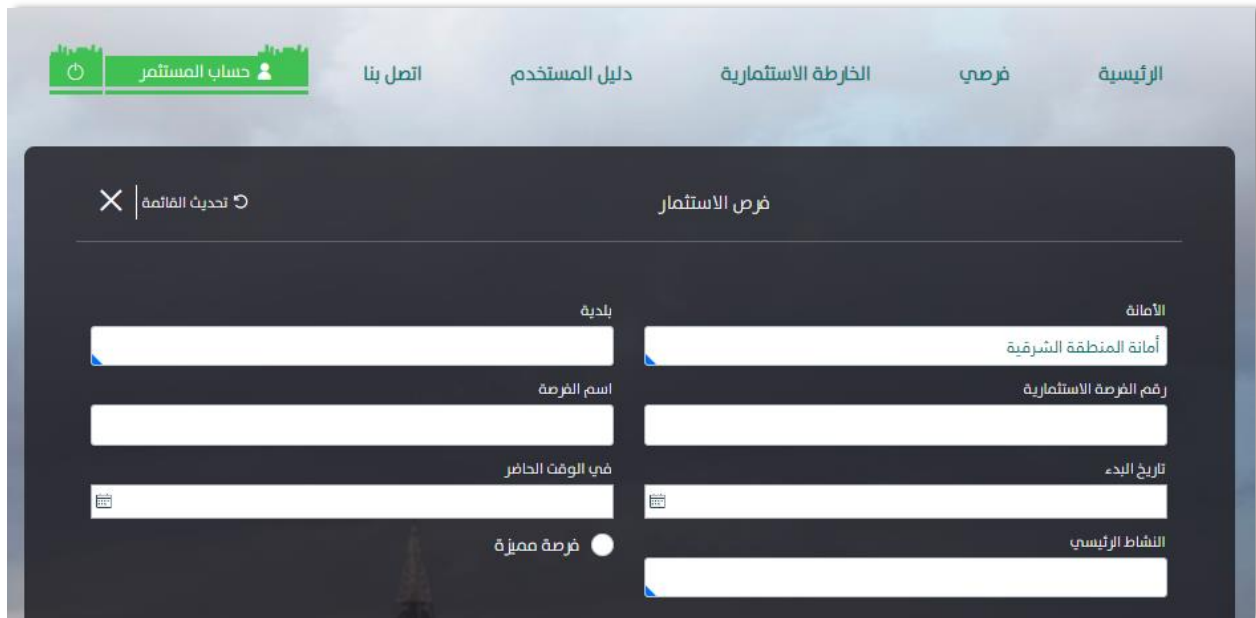 الرئيسية
فرصي
الخارطة الاستثمارية
دليل المستخدم
اتصل بنا
حساب المستثمر
فرص الاستثمار
تحديث القائمة
الأمانة
بلدية
أمانة المنطقة الشرقية
رقم الفرصة الاستثمارية
اسم الفرصة
تاريخ البدء
في الوقت الحاضر
النشاط الرئيسي
فرصة مميزة